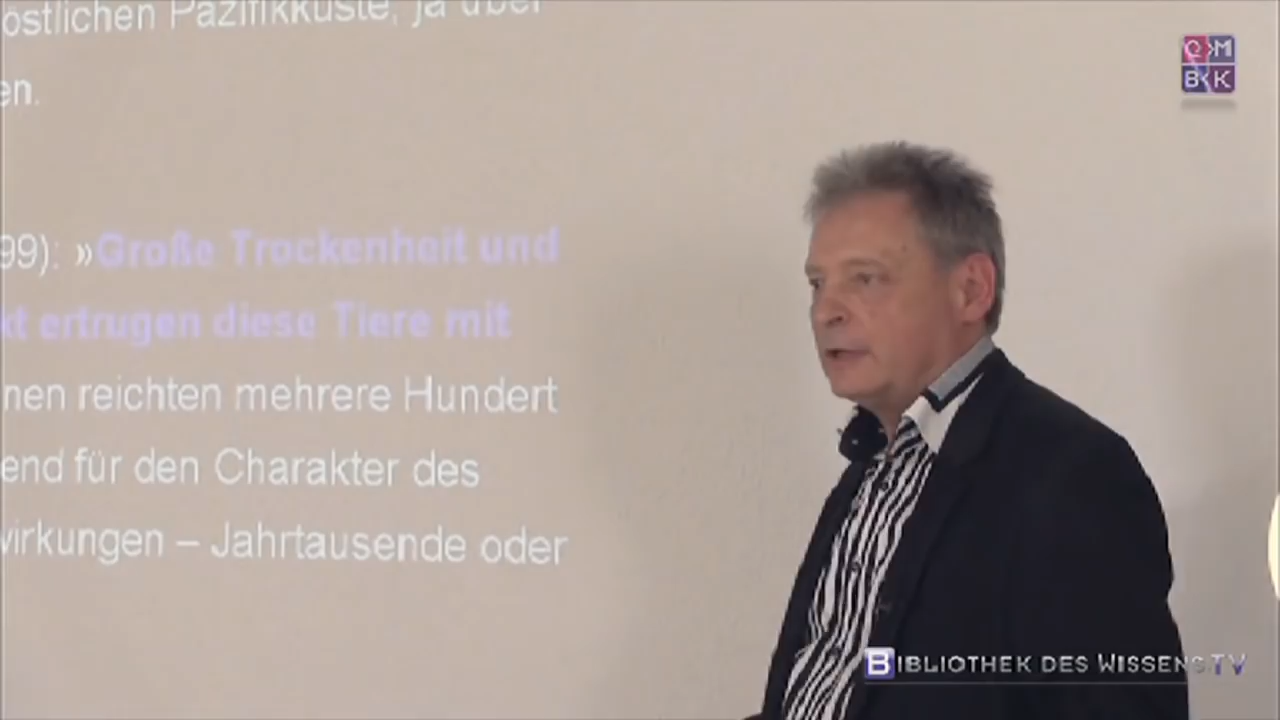 östlichen Pazifikküste, ja über
en.
99): »Große Trockenheit und
kt ertrugen diese Tiere mit
nen reichten mehrere Hundert
end für den Charakter des
wirkungen – Jahrtausende oder
Q›M
B‹K
BIBLIOTHEK DES WISSENS.TV